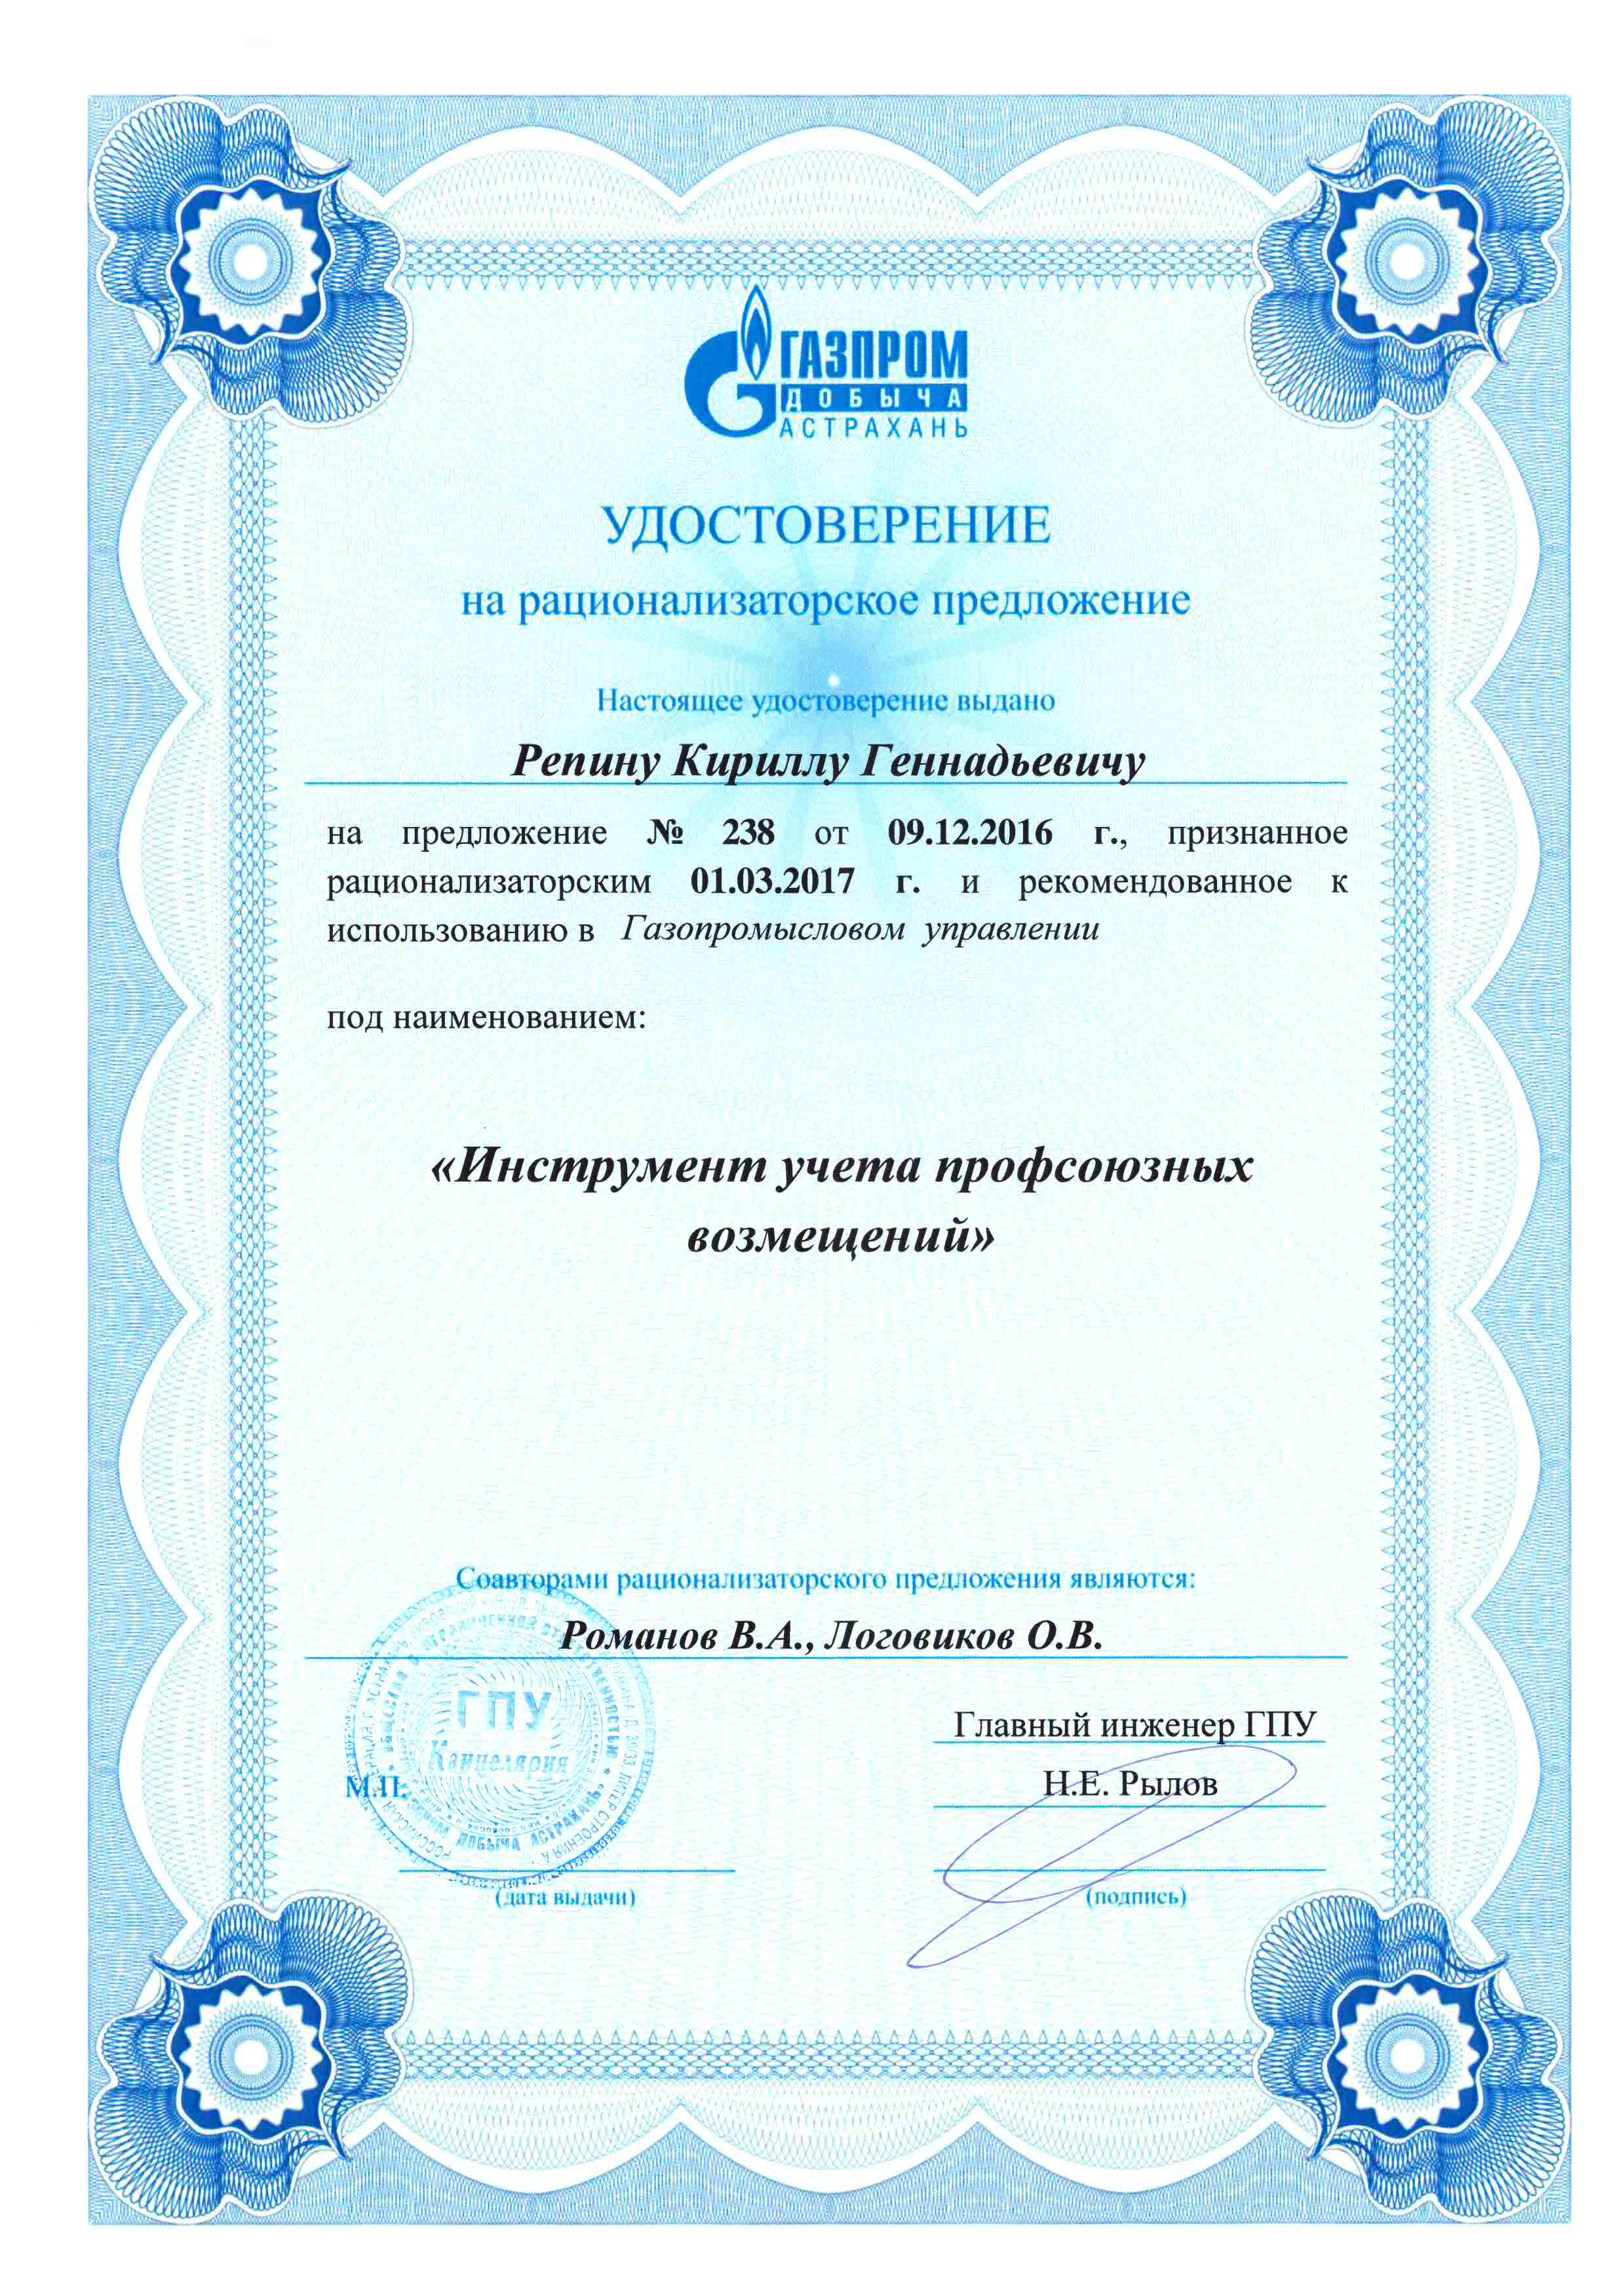 ГАЗПРОМ
ДОБЫЧА
АСТРАХАНЬ
УДОСТОВЕРЕНИЕ
на рационализаторское предложение
Настоящее удостоверение выдано
Репину Кириллу Геннадьевичу
на предложение № 238 от 09.12.2016 г., признанное
рационализаторским 01.03.2017 г. и рекомендованное к
использованию в Газопромысловом управлении
под наименованием:
«Инструмент учета профсоюзных
возмещений»
Соавторами рационализаторского предложения являются:
Романов В.А., Логовиков О.В.
ГПУ
Канцелярия
ДОБЫЧА АСТРАХАНЬ
М.П.
Главный инженер ГПУ
Н.Е. Рылов
(дата выдачи)
(подпись)